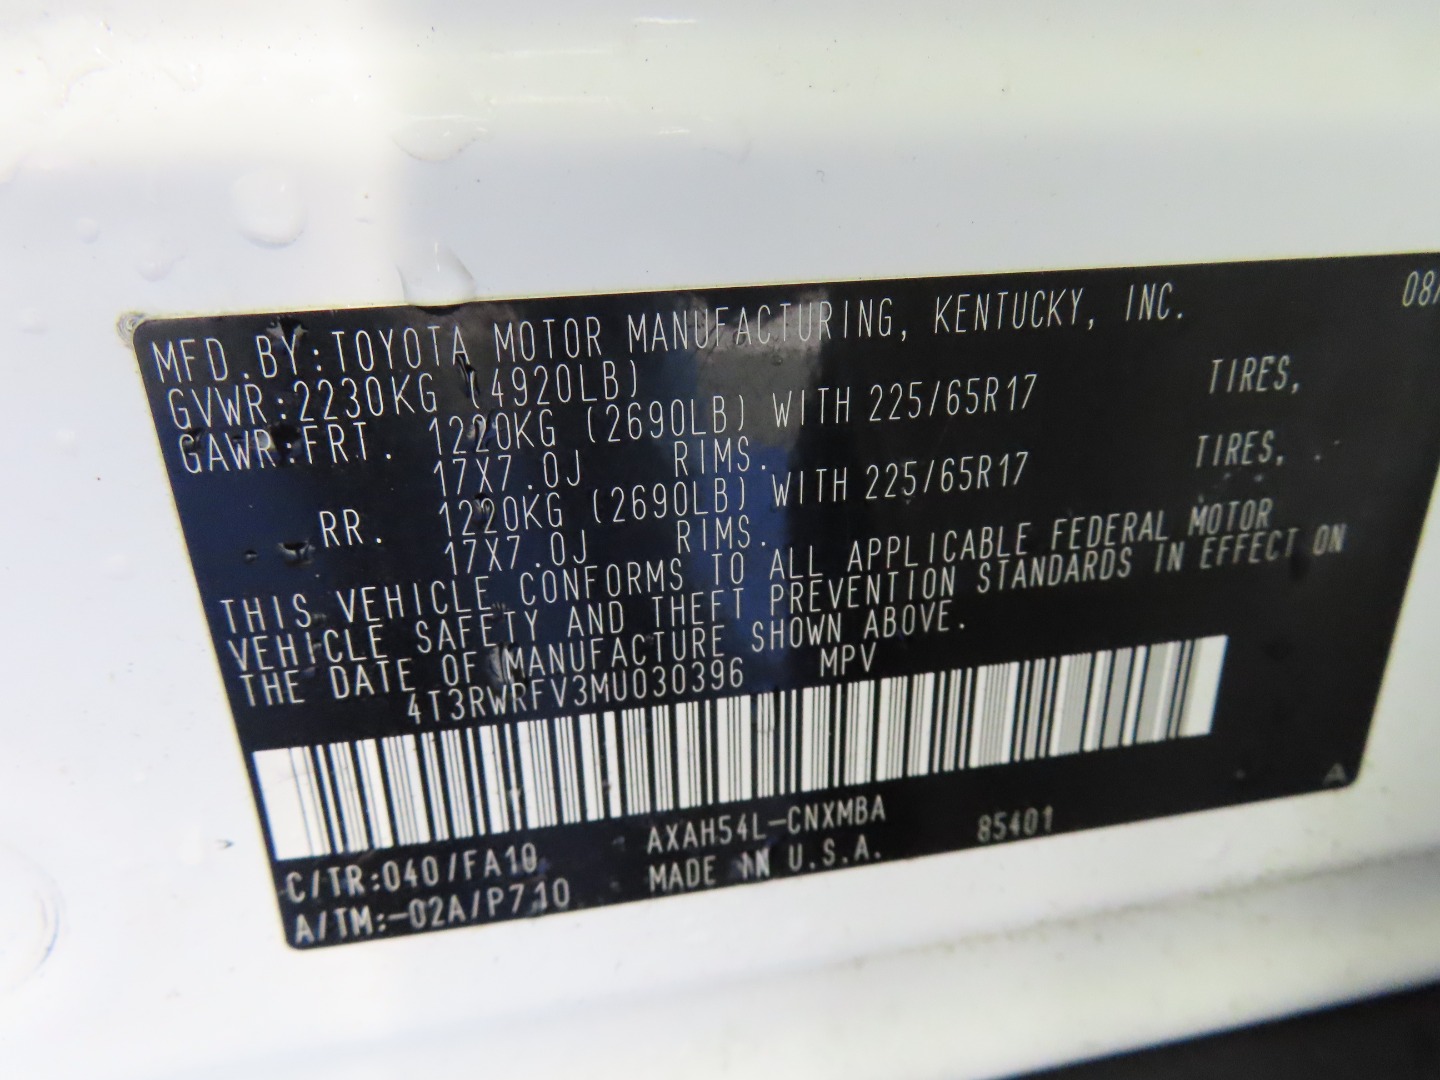 08/
MFD.BY:TOYOTA MOTOR MANUFACTURING, KENTUCKY, INC.
GVWR:2230KG (4920LB)
GAWR:FRT. 1220KG (2690LB) WITH 225/65R17 TIRES,
17X7.0J RIMS.
RR. 1220KG (2690LB) WITH 225/65R17 TIRES,
17X7.0J RIMS.
THIS VEHICLE CONFORMS TO ALL APPLICABLE FEDERAL MOTOR
VEHICLE SAFETY AND THEFT PREVENTION STANDARDS IN EFFECT ON
THE DATE OF MANUFACTURE SHOWN ABOVE.
4T3RWRFV3MU030396 MPV
C/TR:040/FA10 AXAH54L-CNXMBA 85401
A/TM:-02A/P710 MADE IN U.S.A.
A